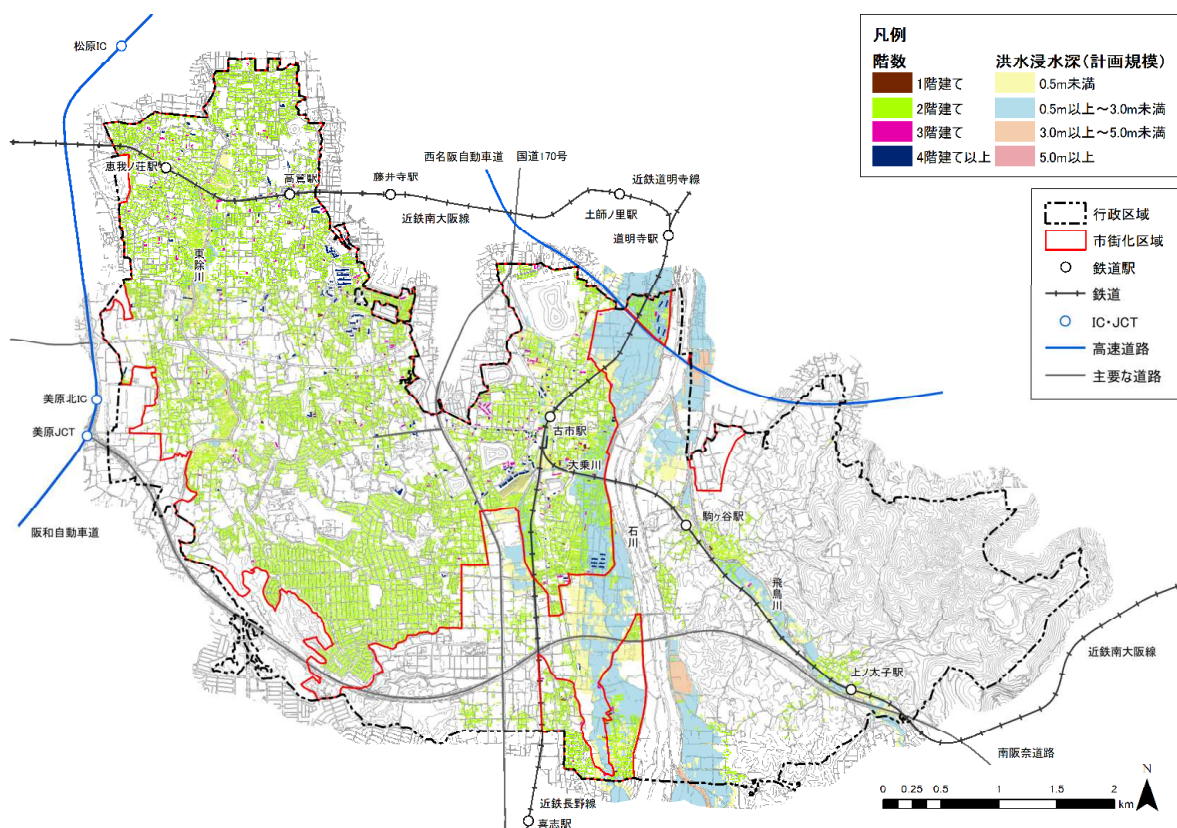 凡例
階数
洪水浸水深(計画規模)
1階建て
0.5m未満
2階建て
0.5m以上～3.0m未満
3階建て
3.0m以上～5.0m未満
4階建て以上
5.0m以上
行政区域
市街化区域
鉄道駅
鉄道
IC・JCT
高速道路
主要な道路
松原IC
恵我ノ荘駅
高鷲駅
藤井寺駅
西名阪自動車道
国道170号
近鉄道明寺線
土師ノ里駅
近鉄南大阪線
道明寺駅
東除川
美原北IC
美原JCT
古市駅
大乗川
阪和自動車道
石川
駒ヶ谷駅
飛鳥川
上ノ太子駅
近鉄南大阪線
南阪奈道路
近鉄長野線
喜志駅
N
0 0.25 0.5 1 1.5 2
km